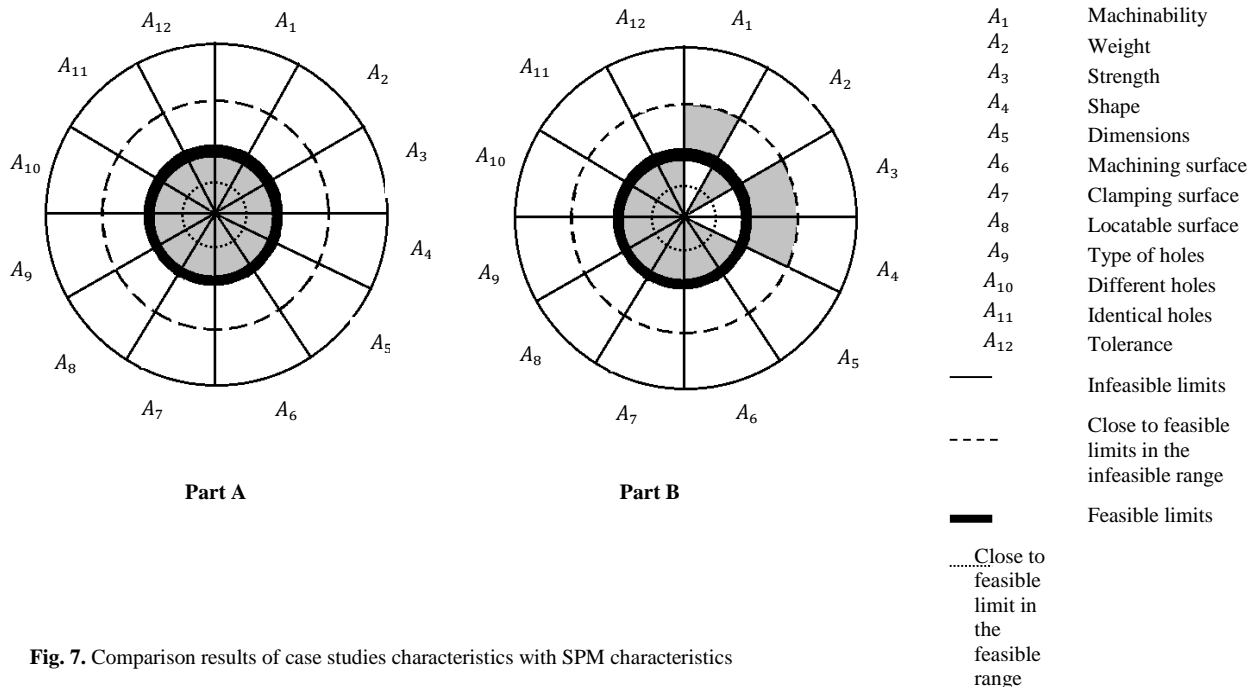 A12 A1
A11 A2
A10 A3
A9 A4
A8 A5
A7 A6
Part A
A12 A1
A11 A2
A10 A3
A9 A4
A8 A5
A7 A6
Part B
A1 Machinability
A2 Weight
A3 Strength
A4 Shape
A5 Dimensions
A6 Machining surface
A7 Clamping surface
A8 Locatable surface
A9 Type of holes
A10 Different holes
A11 Identical holes
A12 Tolerance
Infeasible limits
Close to feasible
limits in the
infeasible range
Feasible limits
Close to
feasible
limit in
the
feasible
range
Fig. 7. Comparison results of case studies characteristics with SPM characteristics